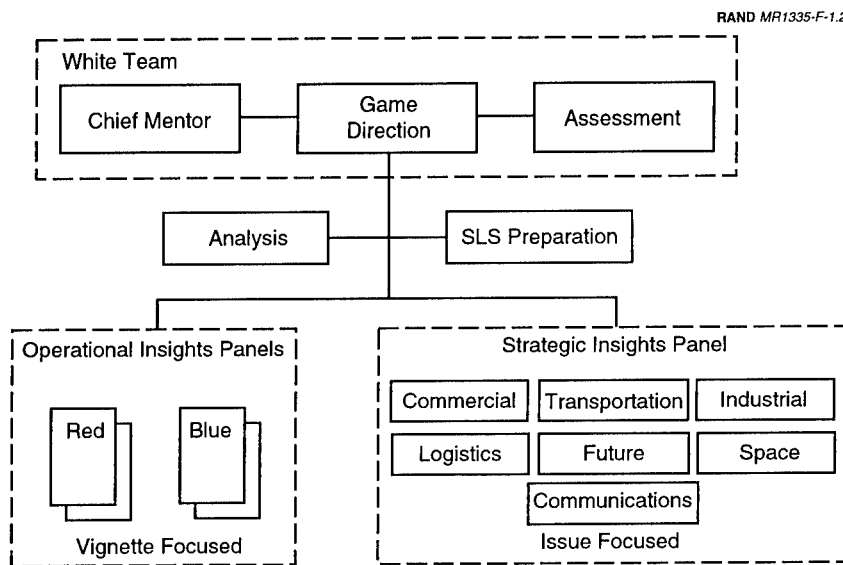 RAND MR1335-F-1.2
White Team
Chief Mentor
Game
Direction
Assessment
Analysis
SLS Preparation
Operational Insights Panels
Red
Blue
Vignette Focused
Strategic Insights Panel
Commercial
Transportation
Industrial
Logistics
Future
Space
Communications
Issue Focused